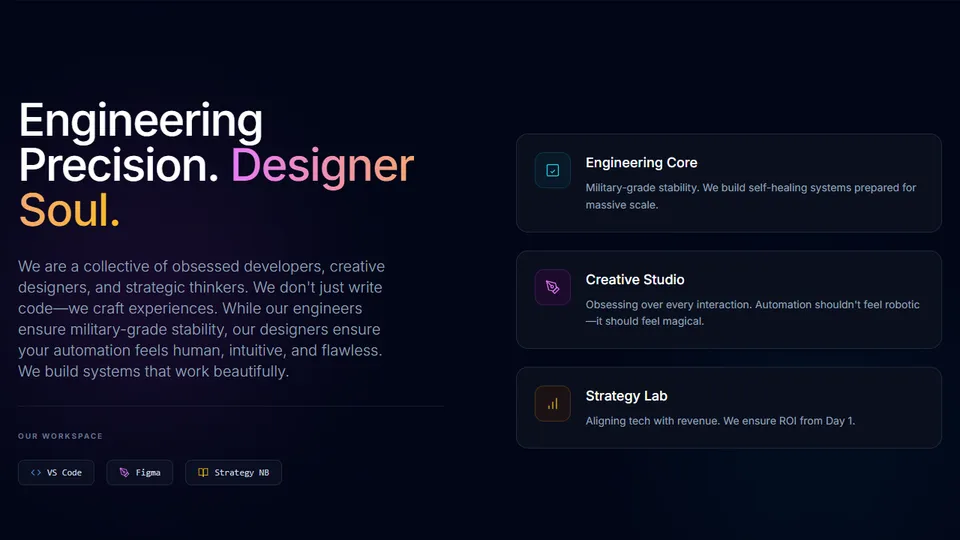 Engineering
Precision. Designer
Soul.
We are a collective of obsessed developers, creative
designers, and strategic thinkers. We don't just write
code—we craft experiences. While our engineers
ensure military-grade stability, our designers ensure
your automation feels human, intuitive, and flawless.
We build systems that work beautifully.
OUR WORKSPACE
VS Code
Figma
Strategy NB
Engineering Core
Military-grade stability. We build self-healing systems prepared for
massive scale.
Creative Studio
Obsessing over every interaction. Automation shouldn't feel robotic
—it should feel magical.
Strategy Lab
Aligning tech with revenue. We ensure ROI from Day 1.